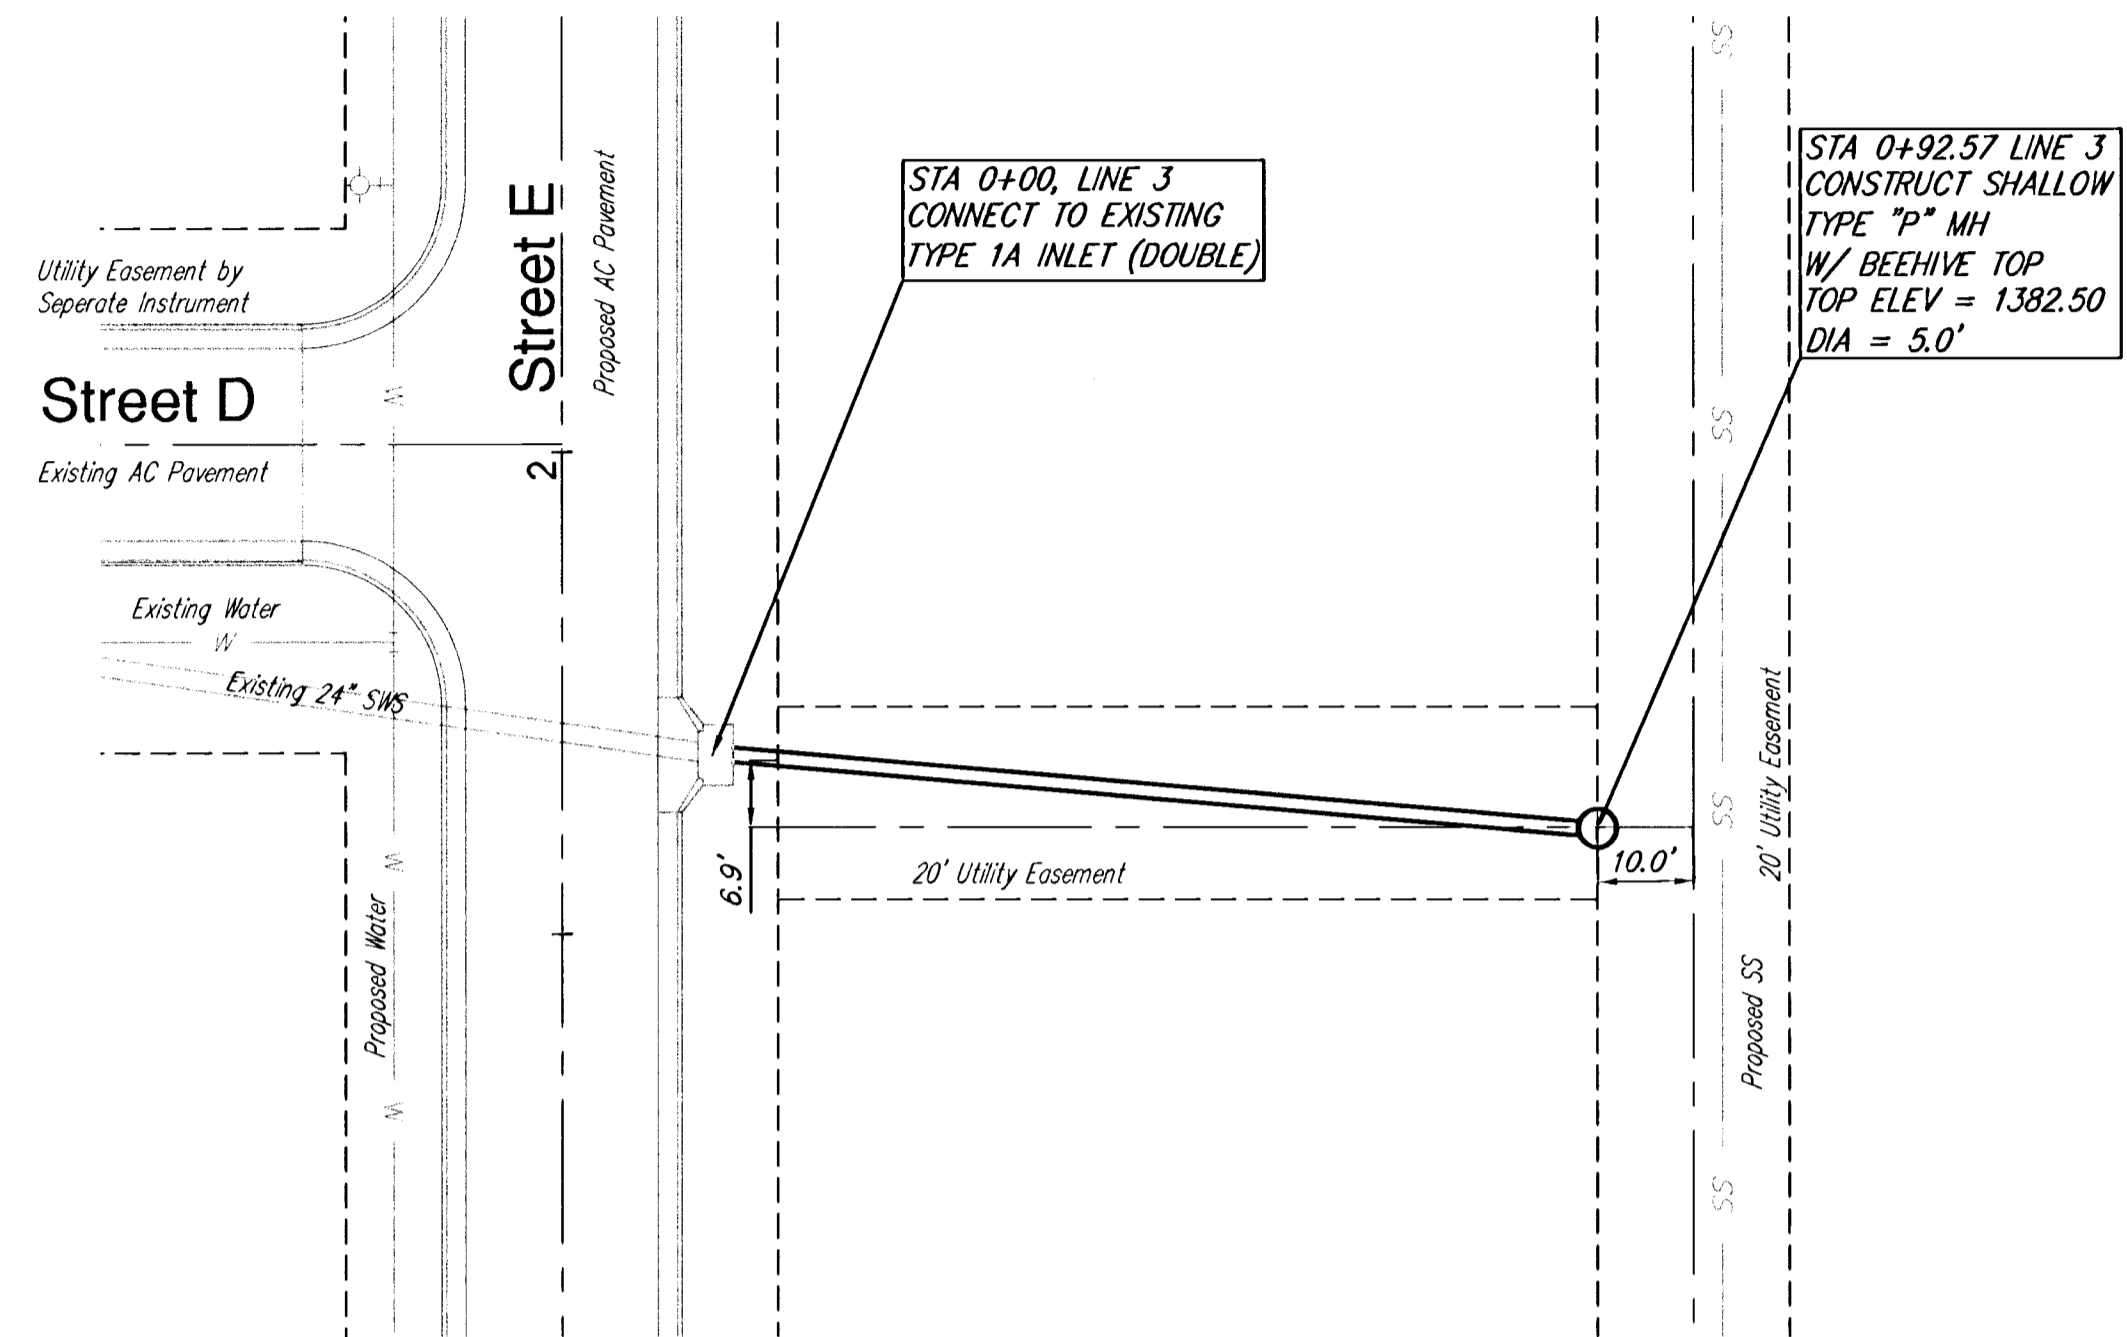 STA 0+00, LINE 3
CONNECT TO EXISTING
TYPE 1A INLET (DOUBLE)
STA 0+92.57 LINE 3
CONSTRUCT SHALLOW
TYPE "P" MH
W/ BEEHIVE TOP
TOP ELEV = 1382.50
DIA = 5.0'
Utility Easement by
Seperate Instrument
Street D
Existing AC Pavement
Street E
Proposed AC Pavement
2
Existing Water
W
Existing 24" SWS
W
W
W
Proposed Water
6.9'
20' Utility Easement
10.0'
20' Utility Easement
Proposed SS
SS
SS
SS
SS